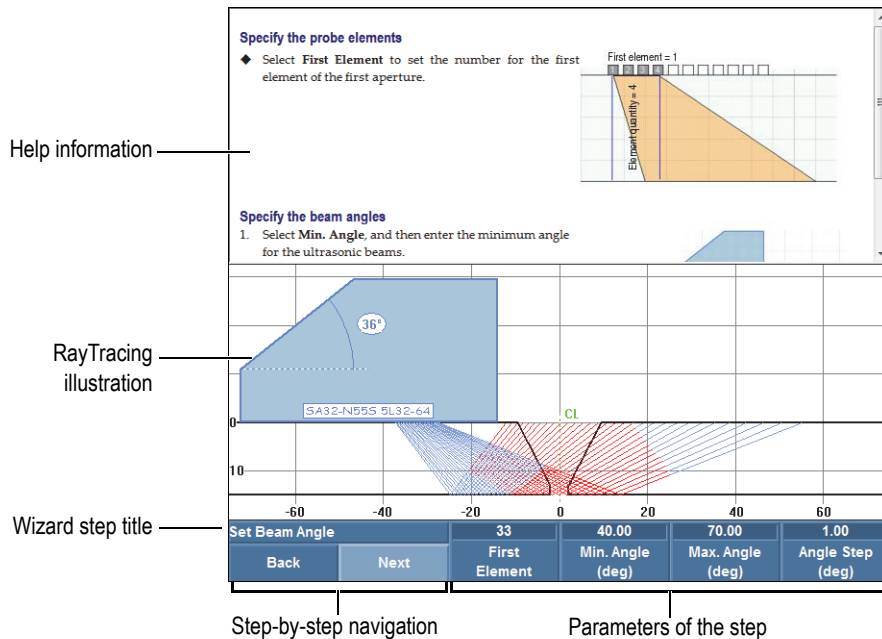 Specify the probe elements
◆ Select First Element to set the number for the first
element of the first aperture.
First element = 1
1 2 3 4
Element quantity = 4
Help information
Specify the beam angles
1. Select Min. Angle, and then enter the minimum angle
for the ultrasonic beams.
36°
RayTracing
illustration
SA32-N55S 5L32-64
CL
0
10
-60 -40 -20 0 20 40 60
Wizard step title
Set Beam Angle 33 40.00 70.00 1.00
Back Next First
Element Min. Angle
(deg) Max. Angle
(deg) Angle Step
(deg)
Step-by-step navigation
Parameters of the step